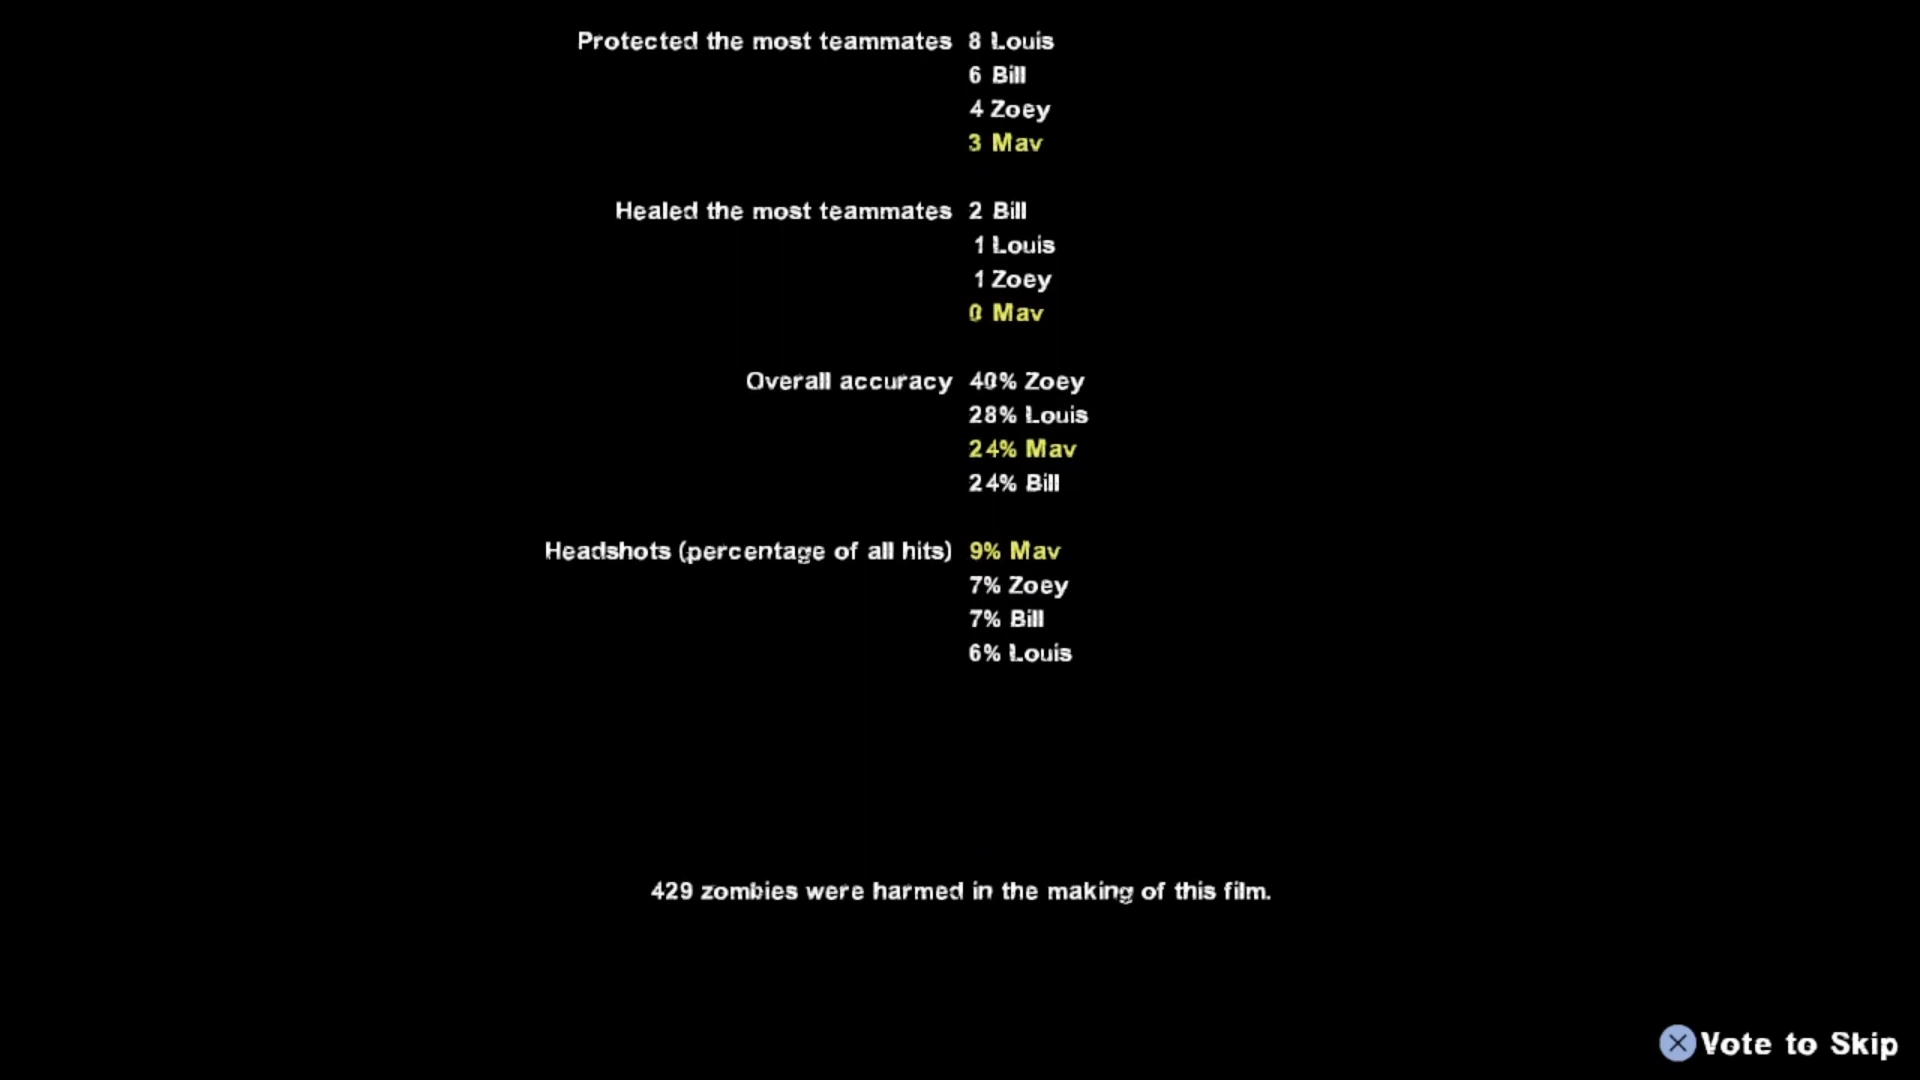 Protected the most teammates 8 Louis
6 Bill
4 Zoey
3 Mav
Healed the most teammates 2 Bill
1 Louis
1 Zoey
0 Mav
Overall accuracy 40% Zoey
28% Louis
24% Mav
24% Bill
Headshots (percentage of all hits) 9% Mav
7% Zoey
7% Bill
6% Louis
429 zombies were harmed in the making of this film.
Vote to Skip